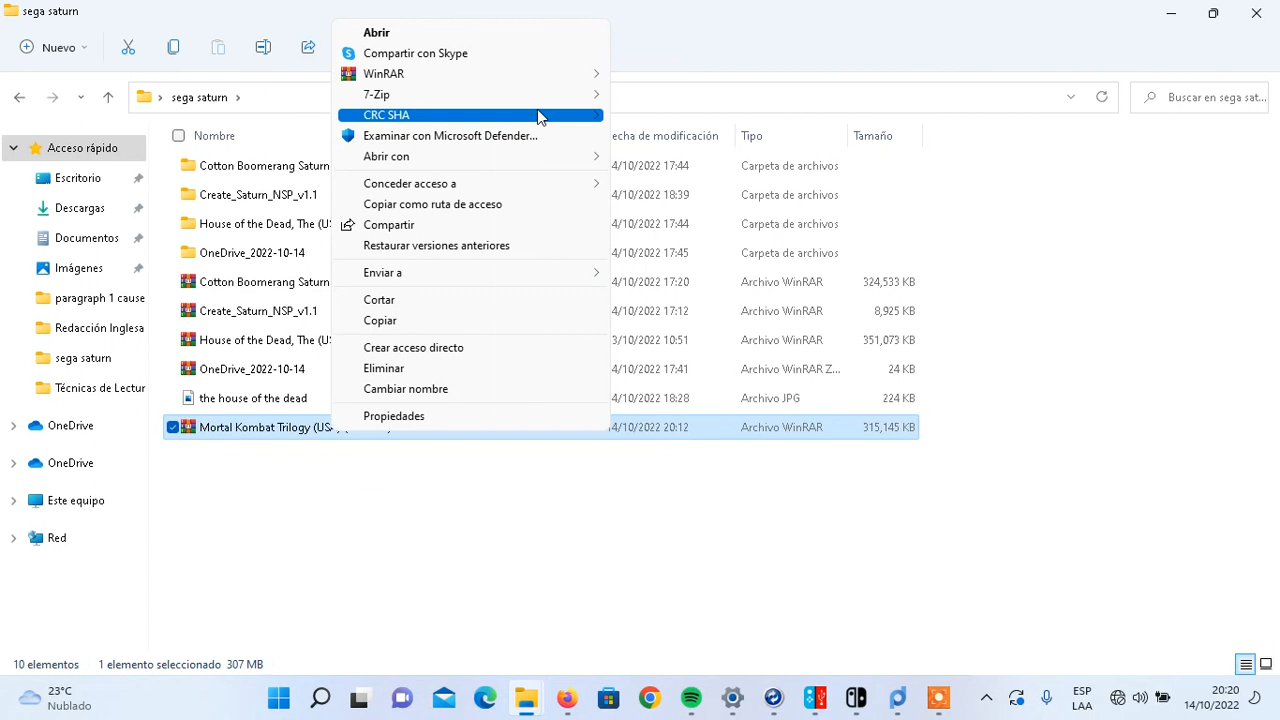 sega saturn
Nuevo
sega saturn
Buscar en sega sat...
Abrir
Compartir con Skype
WinRAR
7-Zip
CRC SHA
Examinar con Microsoft Defender...
Abrir con
Conceder acceso a
Copiar como ruta de acceso
Compartir
Restaurar versiones anteriores
Enviar a
Cortar
Copiar
Crear acceso directo
Eliminar
Cambiar nombre
Propiedades
Acceso rápido
Escritorio
Descargas
Documentos
Imágenes
paragraph 1 cause
Redacción Inglesa
sega saturn
Técnicas de Lectur
OneDrive
OneDrive
Este equipo
Red
Nombre echa de modificación Tipo Tamaño
Cotton Boomerang Saturn 4/10/2022 17:44 Carpeta de archivos
Create_Saturn_NSP_v1.1 4/10/2022 18:39 Carpeta de archivos
House of the Dead, The (US 4/10/2022 17:44 Carpeta de archivos
OneDrive_2022-10-14 4/10/2022 17:45 Carpeta de archivos
Cotton Boomerang Saturn 4/10/2022 17:20 Archivo WinRAR 324,533 KB
Create_Saturn_NSP_v1.1 4/10/2022 17:12 Archivo WinRAR 8,925 KB
House of the Dead, The (US 3/10/2022 10:51 Archivo WinRAR 351,073 KB
OneDrive_2022-10-14 4/10/2022 17:41 Archivo WinRAR Z... 24 KB
the house of the dead 4/10/2022 18:28 Archivo JPG 224 KB
Mortal Kombat Trilogy (US 4/10/2022 20:12 Archivo WinRAR 315,145 KB
10 elementos 1 elemento seleccionado 307 MB
23°C
Nublado
ESP
LAA
20:20
14/10/2022